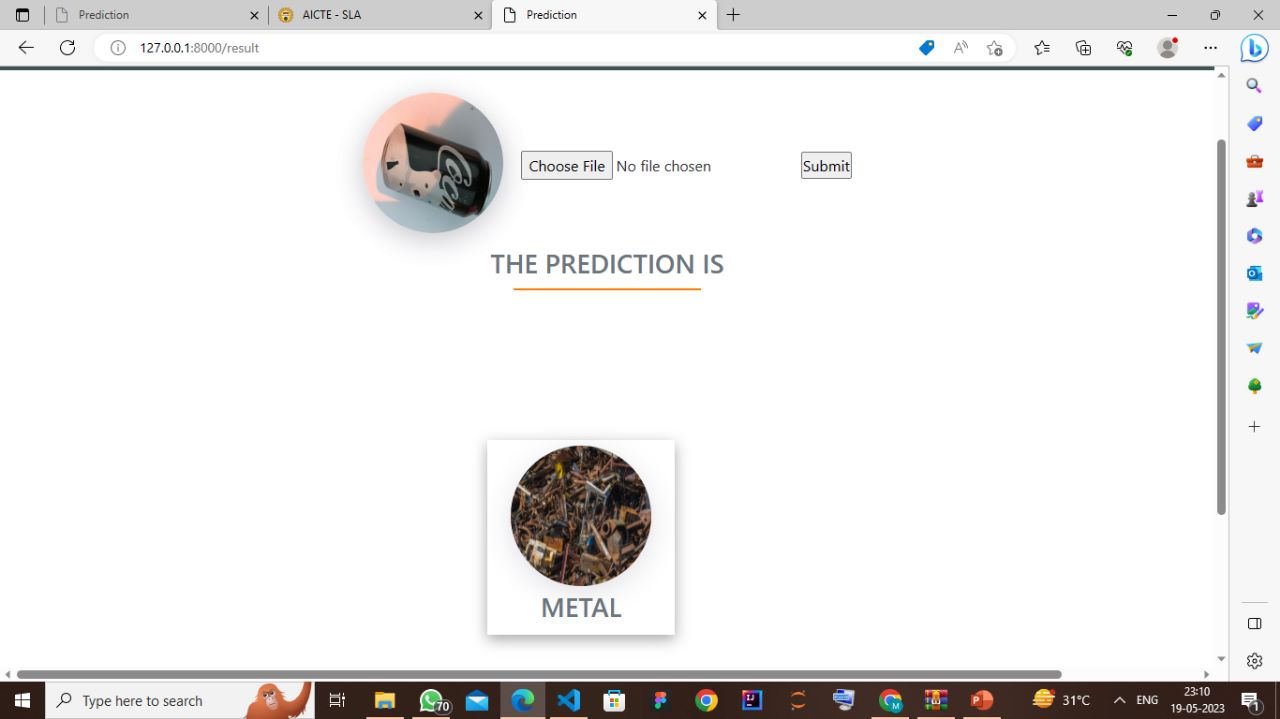 Prediction
AICTE - SLA
Prediction
127.0.0.1:8000/result
Choose File No file chosen
Submit
THE PREDICTION IS
METAL
Type here to search
70
31°C
ENG
23:10
19-05-2023
1